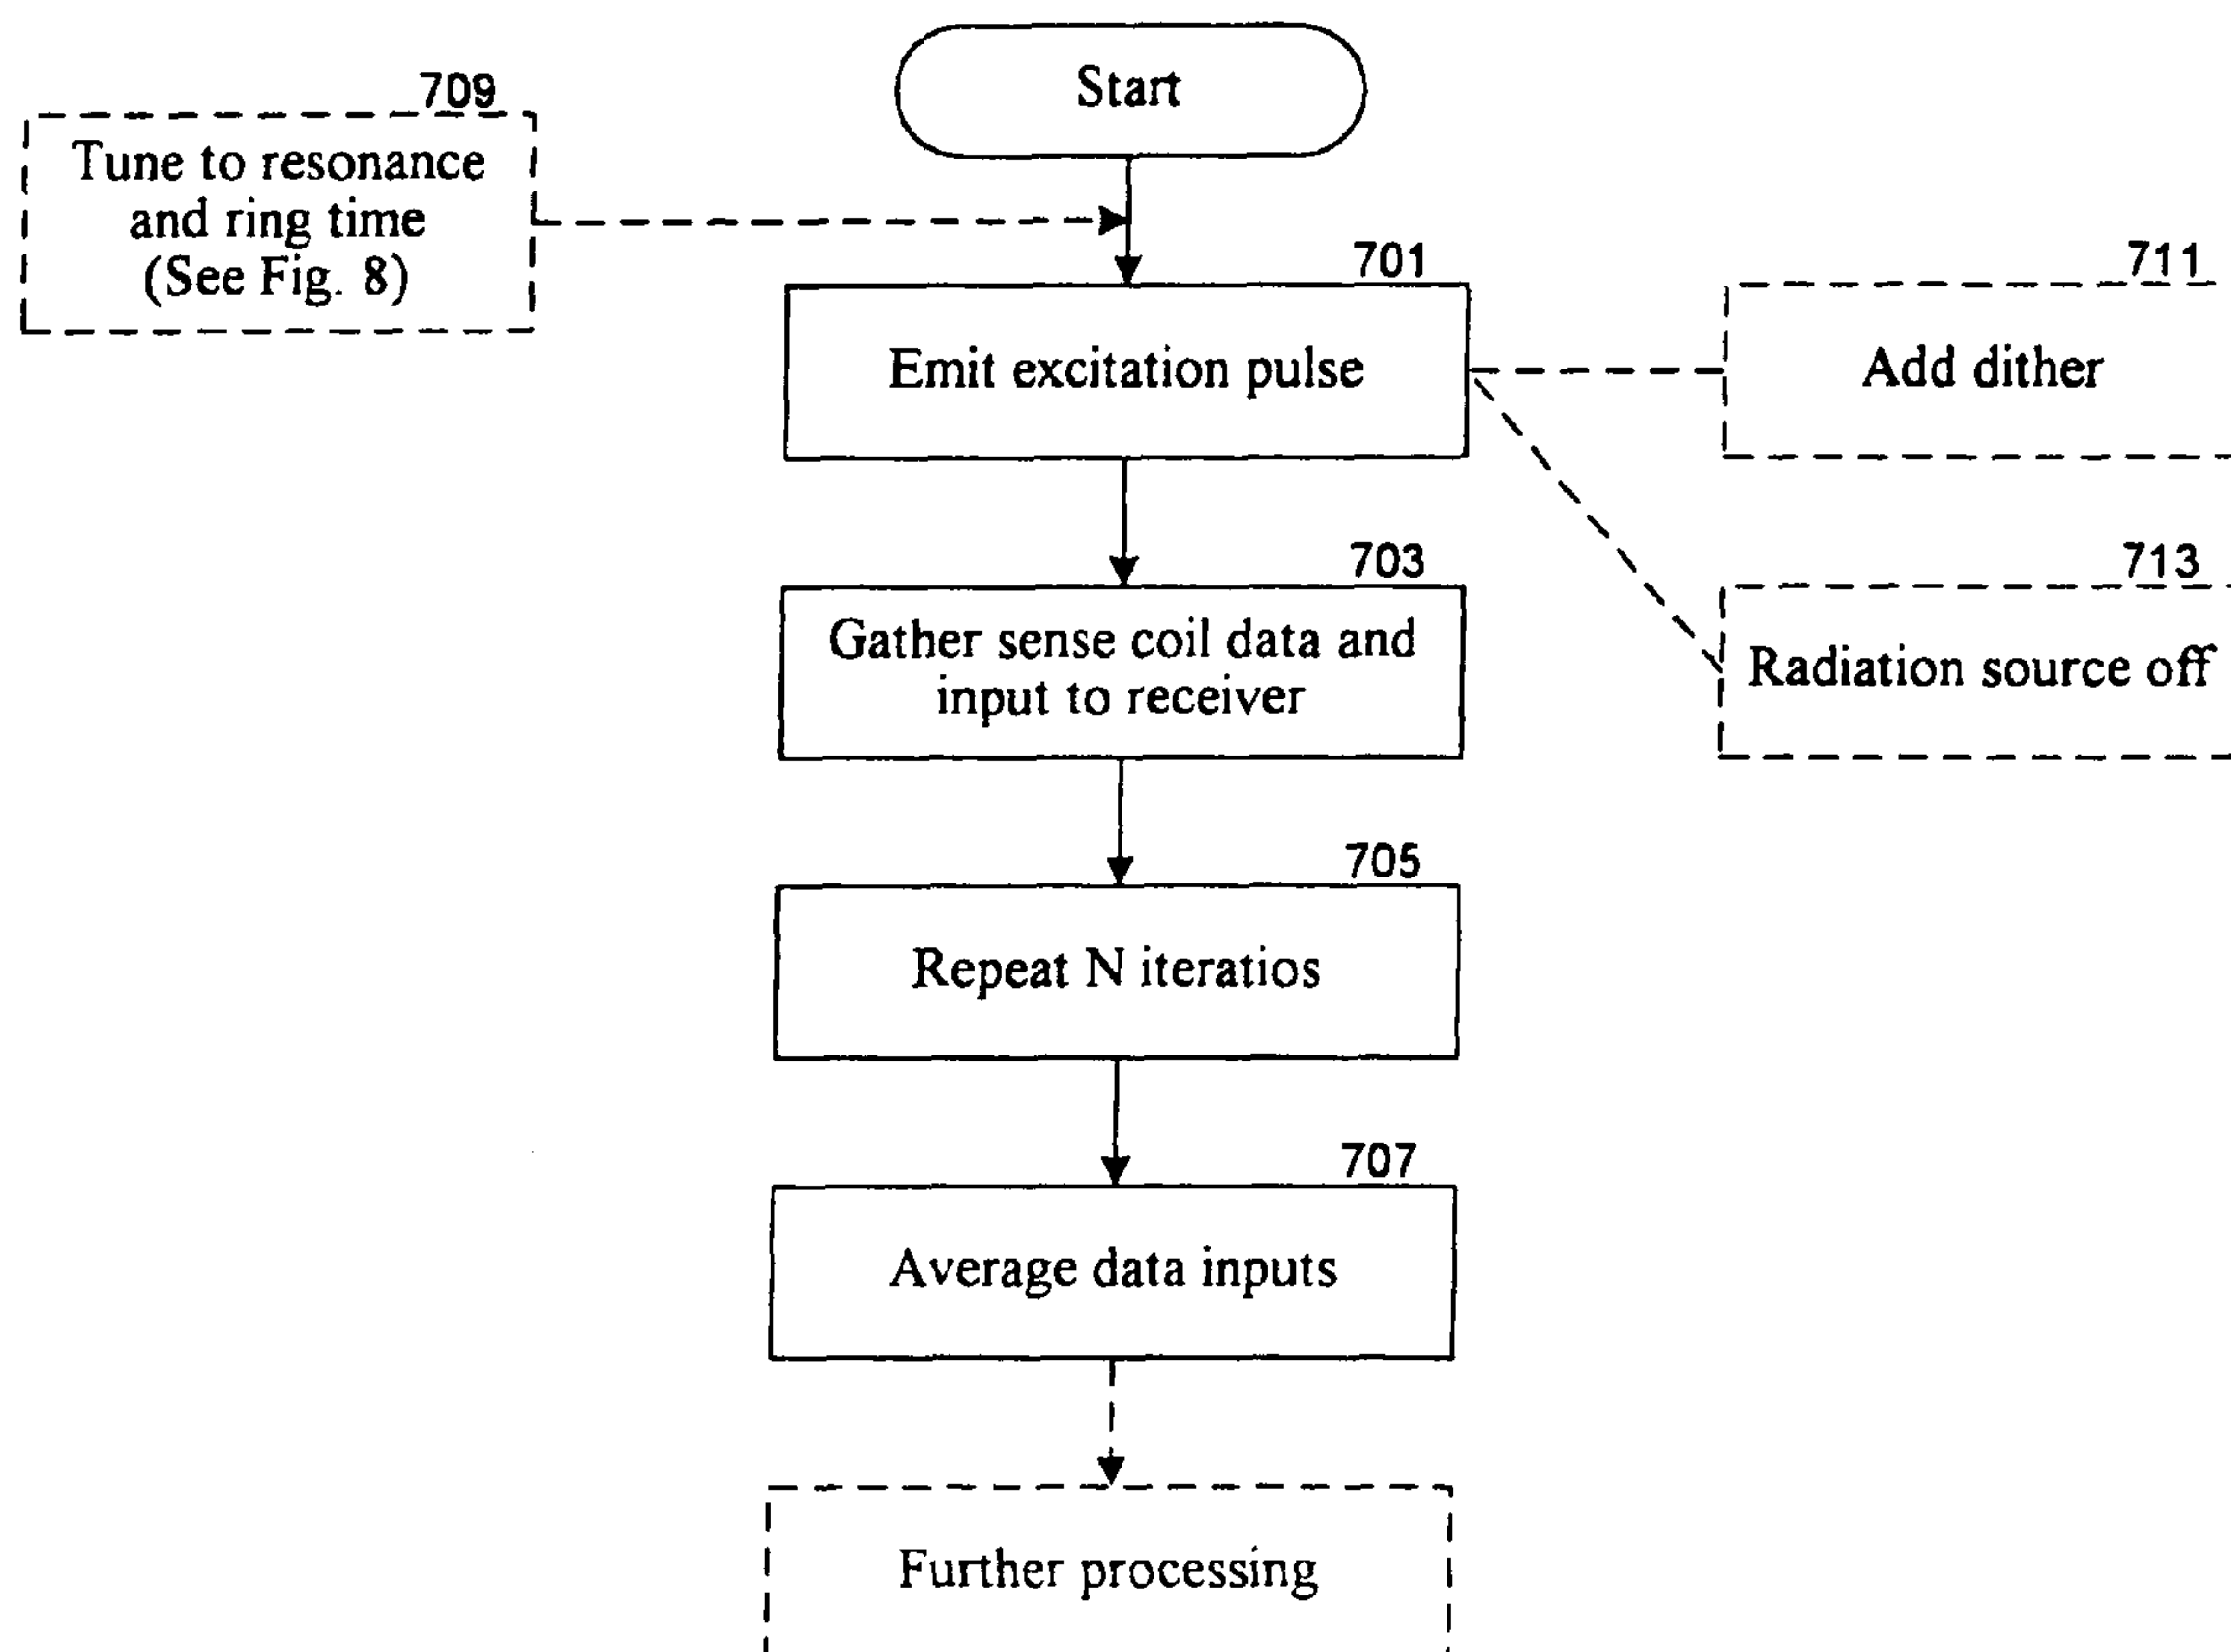 Start
709
Tune to resonance
and ring time
(See Fig. 8)
701
Emit excitation pulse
711
Add dither
703
Gather sense coil data and
input to receiver
713
Radiation source off
705
Repeat N iteratios
707
Average data inputs
Further processing